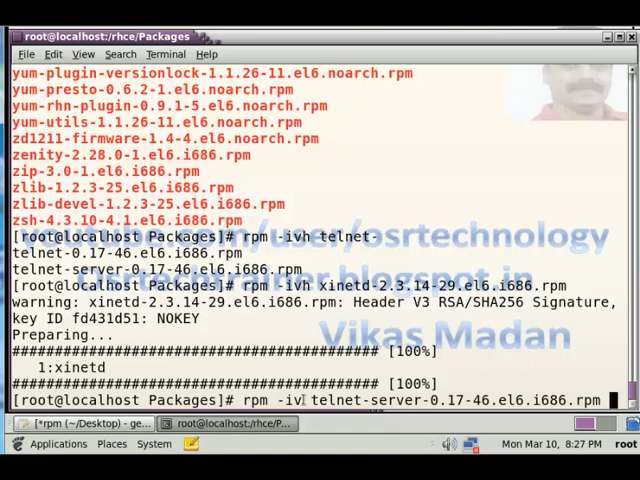 root@localhost:/rhce/Packages
File Edit View Search Terminal Help
yum-plugin-versionlock-1.1.26-11.el6.noarch.rpm
yum-presto-0.6.2-1.el6.noarch.rpm
yum-rhn-plugin-0.9.1-5.el6.noarch.rpm
yum-utils-1.1.26-11.el6.noarch.rpm
zd1211-firmware-1.4-4.el6.noarch.rpm
zenity-2.28.0-1.el6.i686.rpm
zip-3.0-1.el6.i686.rpm
zlib-1.2.3-25.el6.i686.rpm
zlib-devel-1.2.3-25.el6.i686.rpm
zsh-4.3.10-4.1.el6.i686.rpm
[root@localhost Packages]# rpm -ivh telnet-
youtube.com/user/osrtechnology
telnet-0.17-46.el6.i686.rpm
telnet-server-0.17-46.el6.i686.rpm
osrtechtrainer.blogspot.in
[root@localhost Packages]# rpm -ivh xinetd-2.3.14-29.el6.i686.rpm
warning: xinetd-2.3.14-29.el6.i686.rpm: Header V3 RSA/SHA256 Signature,
key ID fd431d51: NOKEY
Vikas Madan
Preparing...
########################################### [100%]
1:xinetd
########################################### [100%]
[root@localhost Packages]# rpm -ivh telnet-server-0.17-46.el6.i686.rpm
[*rpm (~/Desktop) - ge... root@localhost:/rhce/P...
Applications Places System Mon Mar 10, 8:27 PM root